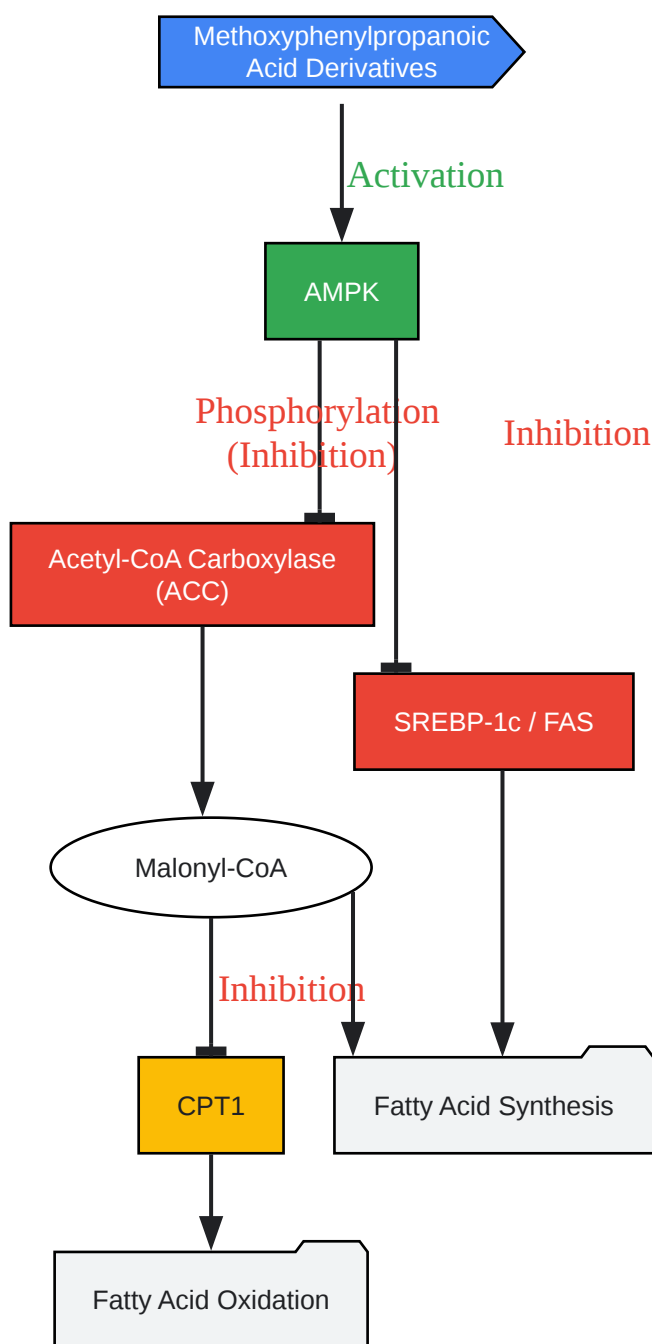 Methoxyphenylpropanoic
Acid Derivatives
Activation
AMPK
Phosphorylation
(Inhibition)
Inhibition
Acetyl-CoA Carboxylase
(ACC)
SREBP-1c / FAS
Malonyl-CoA
Inhibition
CPT1
Fatty Acid Synthesis
Fatty Acid Oxidation